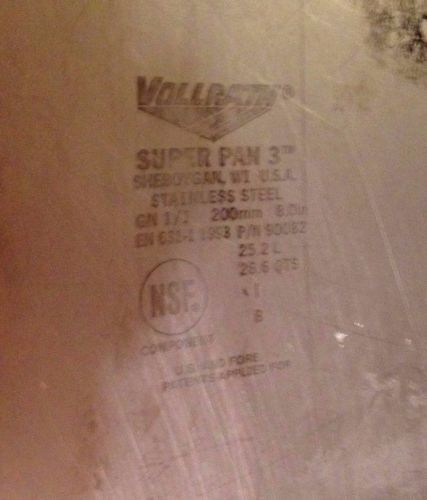 VOLLRATH®
SUPER PAN 3™
SHEBOYGAN, WI U.S.A.
STAINLESS STEEL
GN 1/1 200mm 8.0in
EN 631-1 1993 P/N 90082
25.2 L
26.6 QTS
I
NSF®
8
COMPONENT
U.S. AND FORE
PATENTS APPLIED FOR